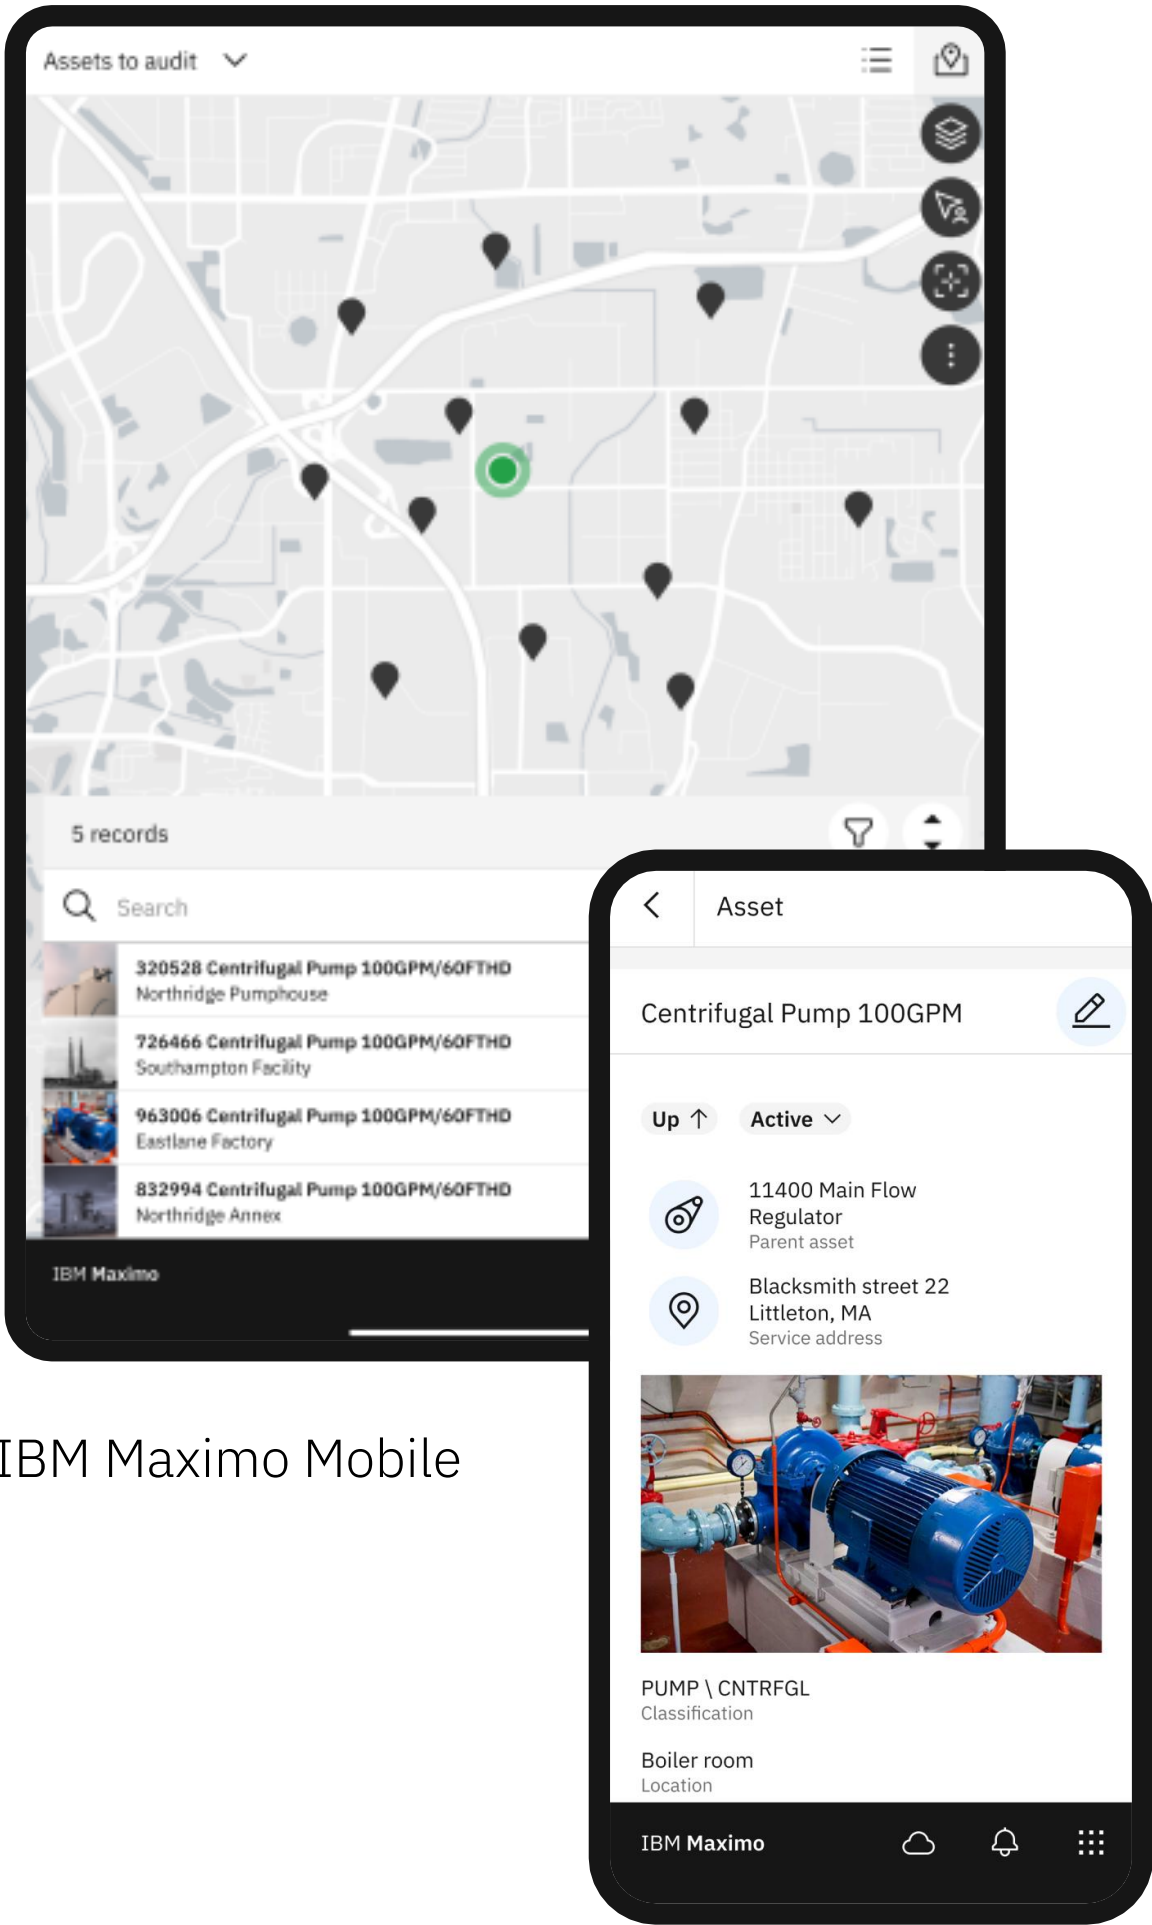 Assets to audit
5 records
Search
320528 Centrifugal Pump 100GPM/60FTHD
Northridge Pumphouse
726466 Centrifugal Pump 100GPM/60FTHD
Southampton Facility
963006 Centrifugal Pump 100GPM/60FTHD
Eastlane Factory
832994 Centrifugal Pump 100GPM/60FTHD
Northridge Annex
IBM Maximo
Asset
Centrifugal Pump 100GPM
Up
Active
11400 Main Flow
Regulator
Parent asset
Blacksmith street 22
Littleton, MA
Service address
PUMP \ CNTRFGL
Classification
Boiler room
Location
IBM Maximo
IBM Maximo Mobile